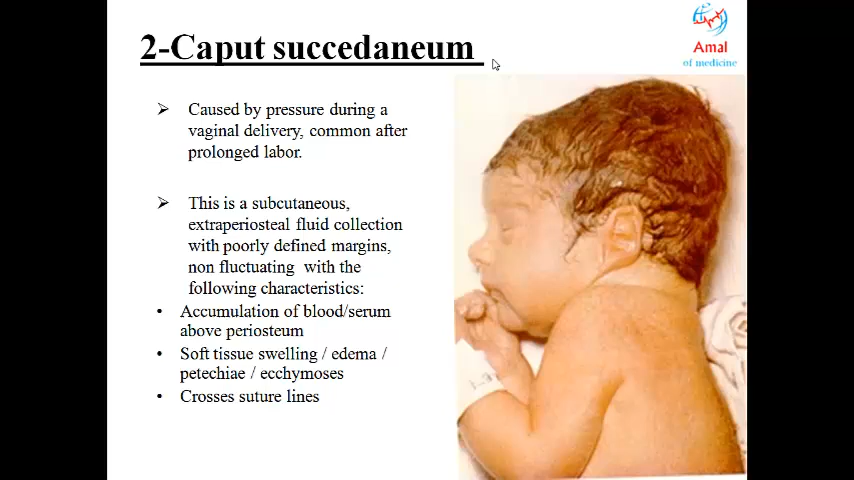 2-Caput succedaneum
Amal
of medicine
➢ Caused by pressure during a
vaginal delivery, common after
prolonged labor.
➢ This is a subcutaneous,
extraperiosteal fluid collection
with poorly defined margins,
non fluctuating with the
following characteristics:
• Accumulation of blood/serum
above periosteum
• Soft tissue swelling / edema /
petechiae / ecchymoses
• Crosses suture lines